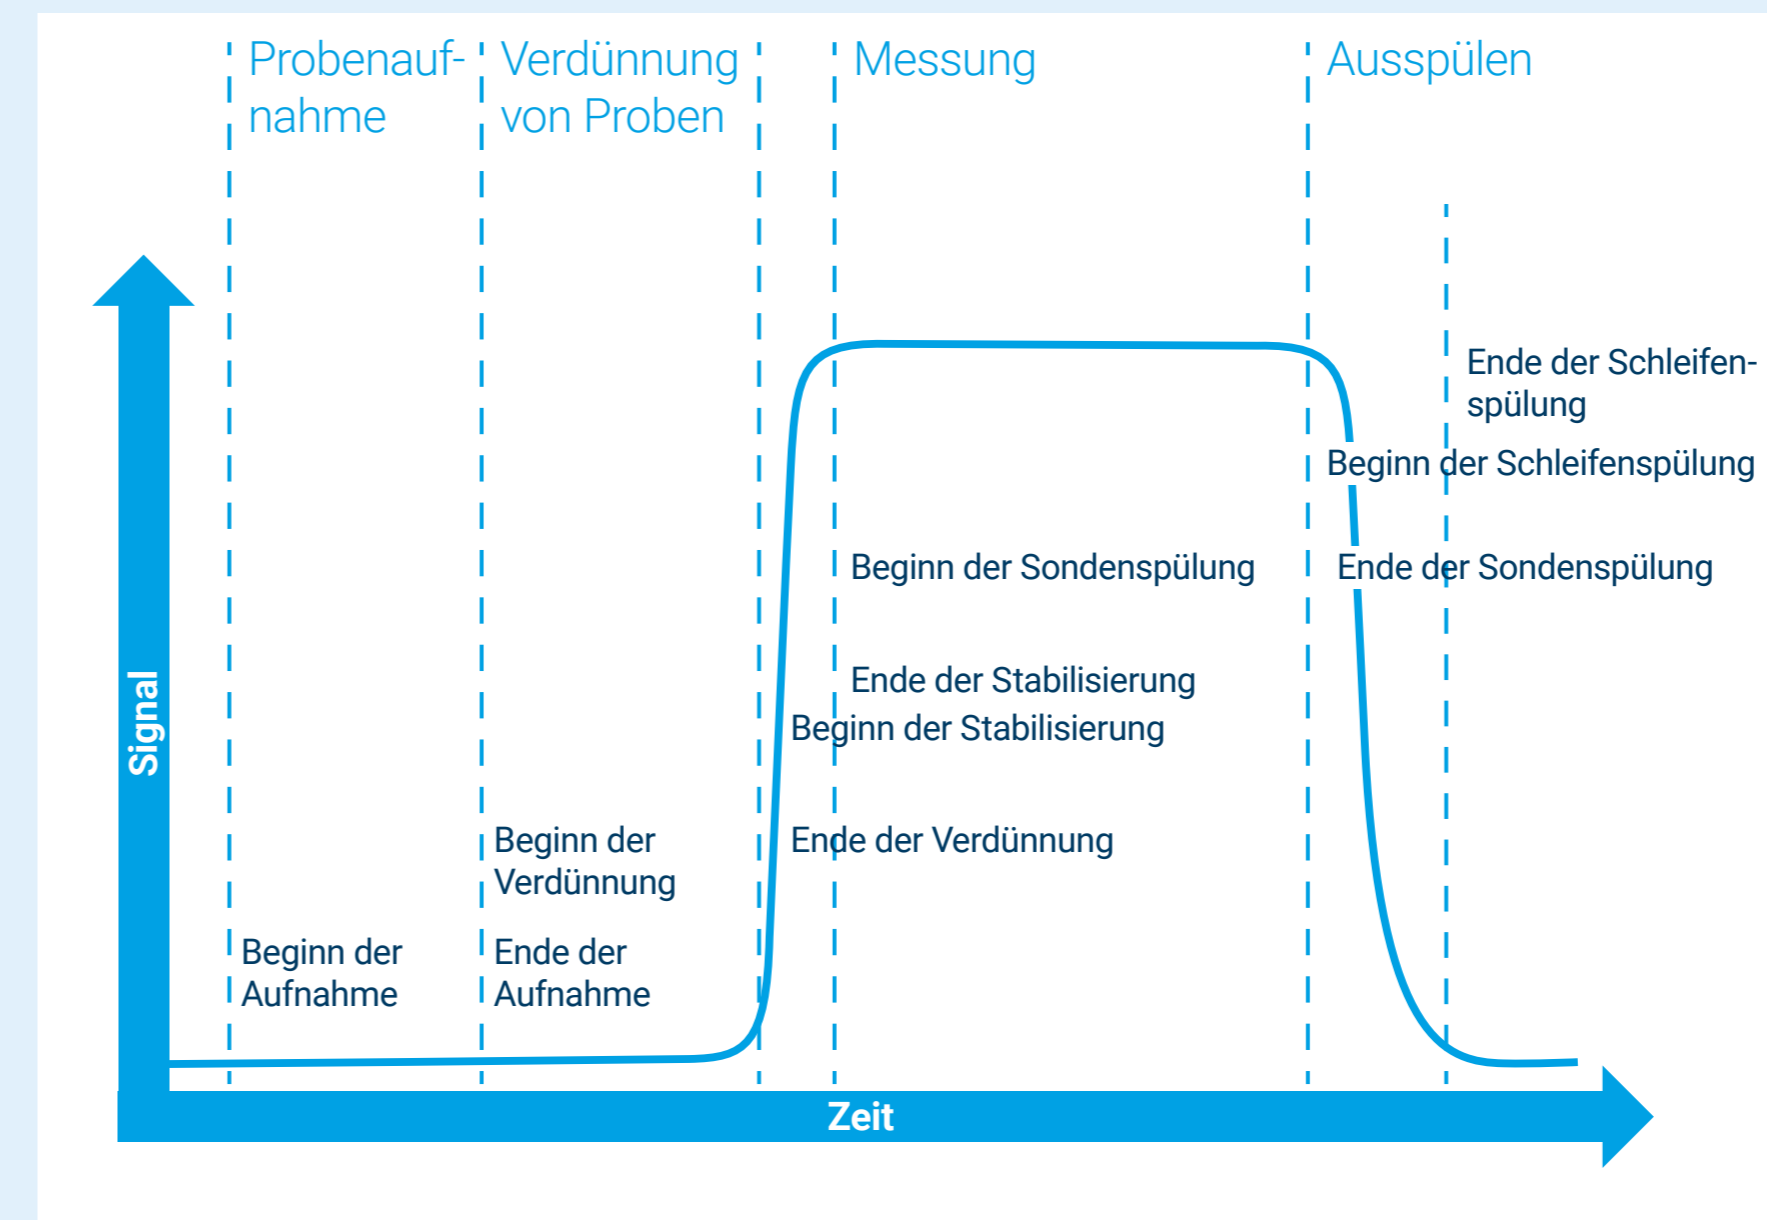 Probenauf-
nahme
Verdünnung
von Proben
Messung
Ausspülen
Ende der Schleifen-
spülung
Beginn der Schleifenspülung
Beginn der Sondenspülung
Ende der Sondenspülung
Ende der Stabilisierung
Beginn der Stabilisierung
Signal
Beginn der
Verdünnung
Ende der Verdünnung
Beginn der
Aufnahme
Ende der
Aufnahme
Zeit